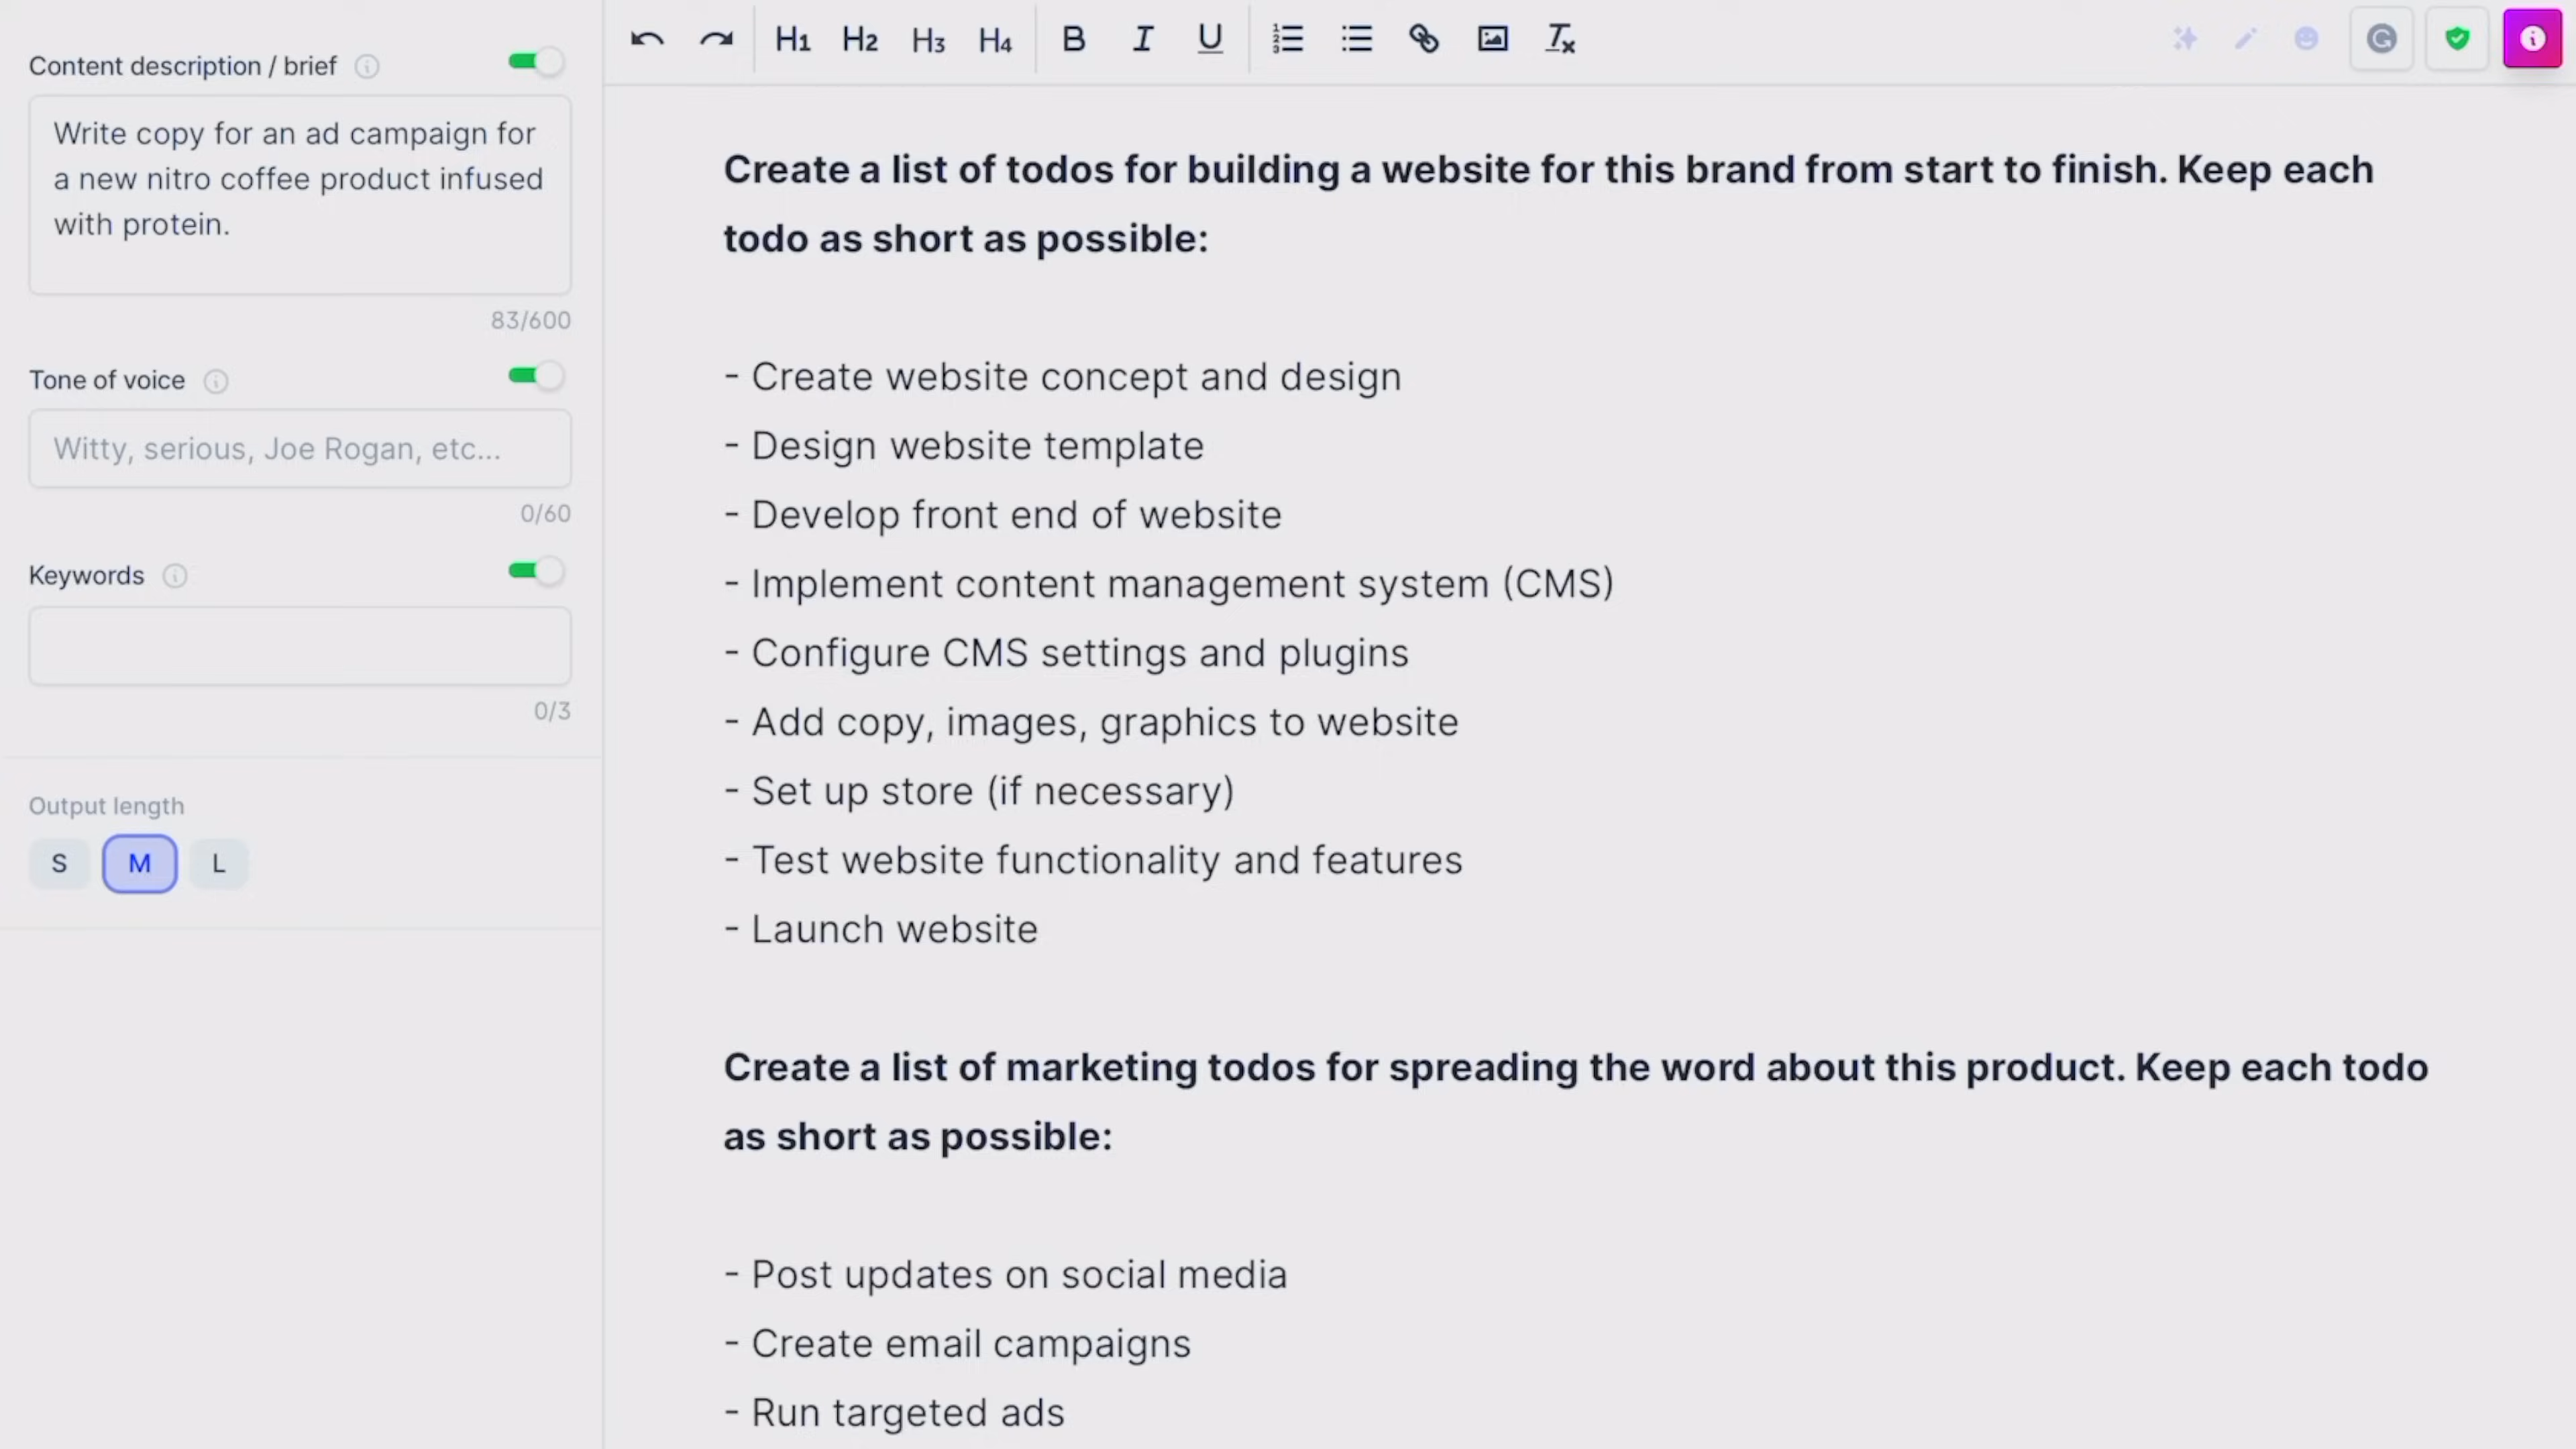 Content description / brief
Write copy for an ad campaign for
a new nitro coffee product infused
with protein.
83/600
Tone of voice
Witty, serious, Joe Rogan, etc...
0/60
Keywords
0/3
Output length
S M L
H1 H2 H3 H4 B I U
Create a list of todos for building a website for this brand from start to finish. Keep each
todo as short as possible:
- Create website concept and design
- Design website template
- Develop front end of website
- Implement content management system (CMS)
- Configure CMS settings and plugins
- Add copy, images, graphics to website
- Set up store (if necessary)
- Test website functionality and features
- Launch website
Create a list of marketing todos for spreading the word about this product. Keep each todo
as short as possible:
- Post updates on social media
- Create email campaigns
- Run targeted ads